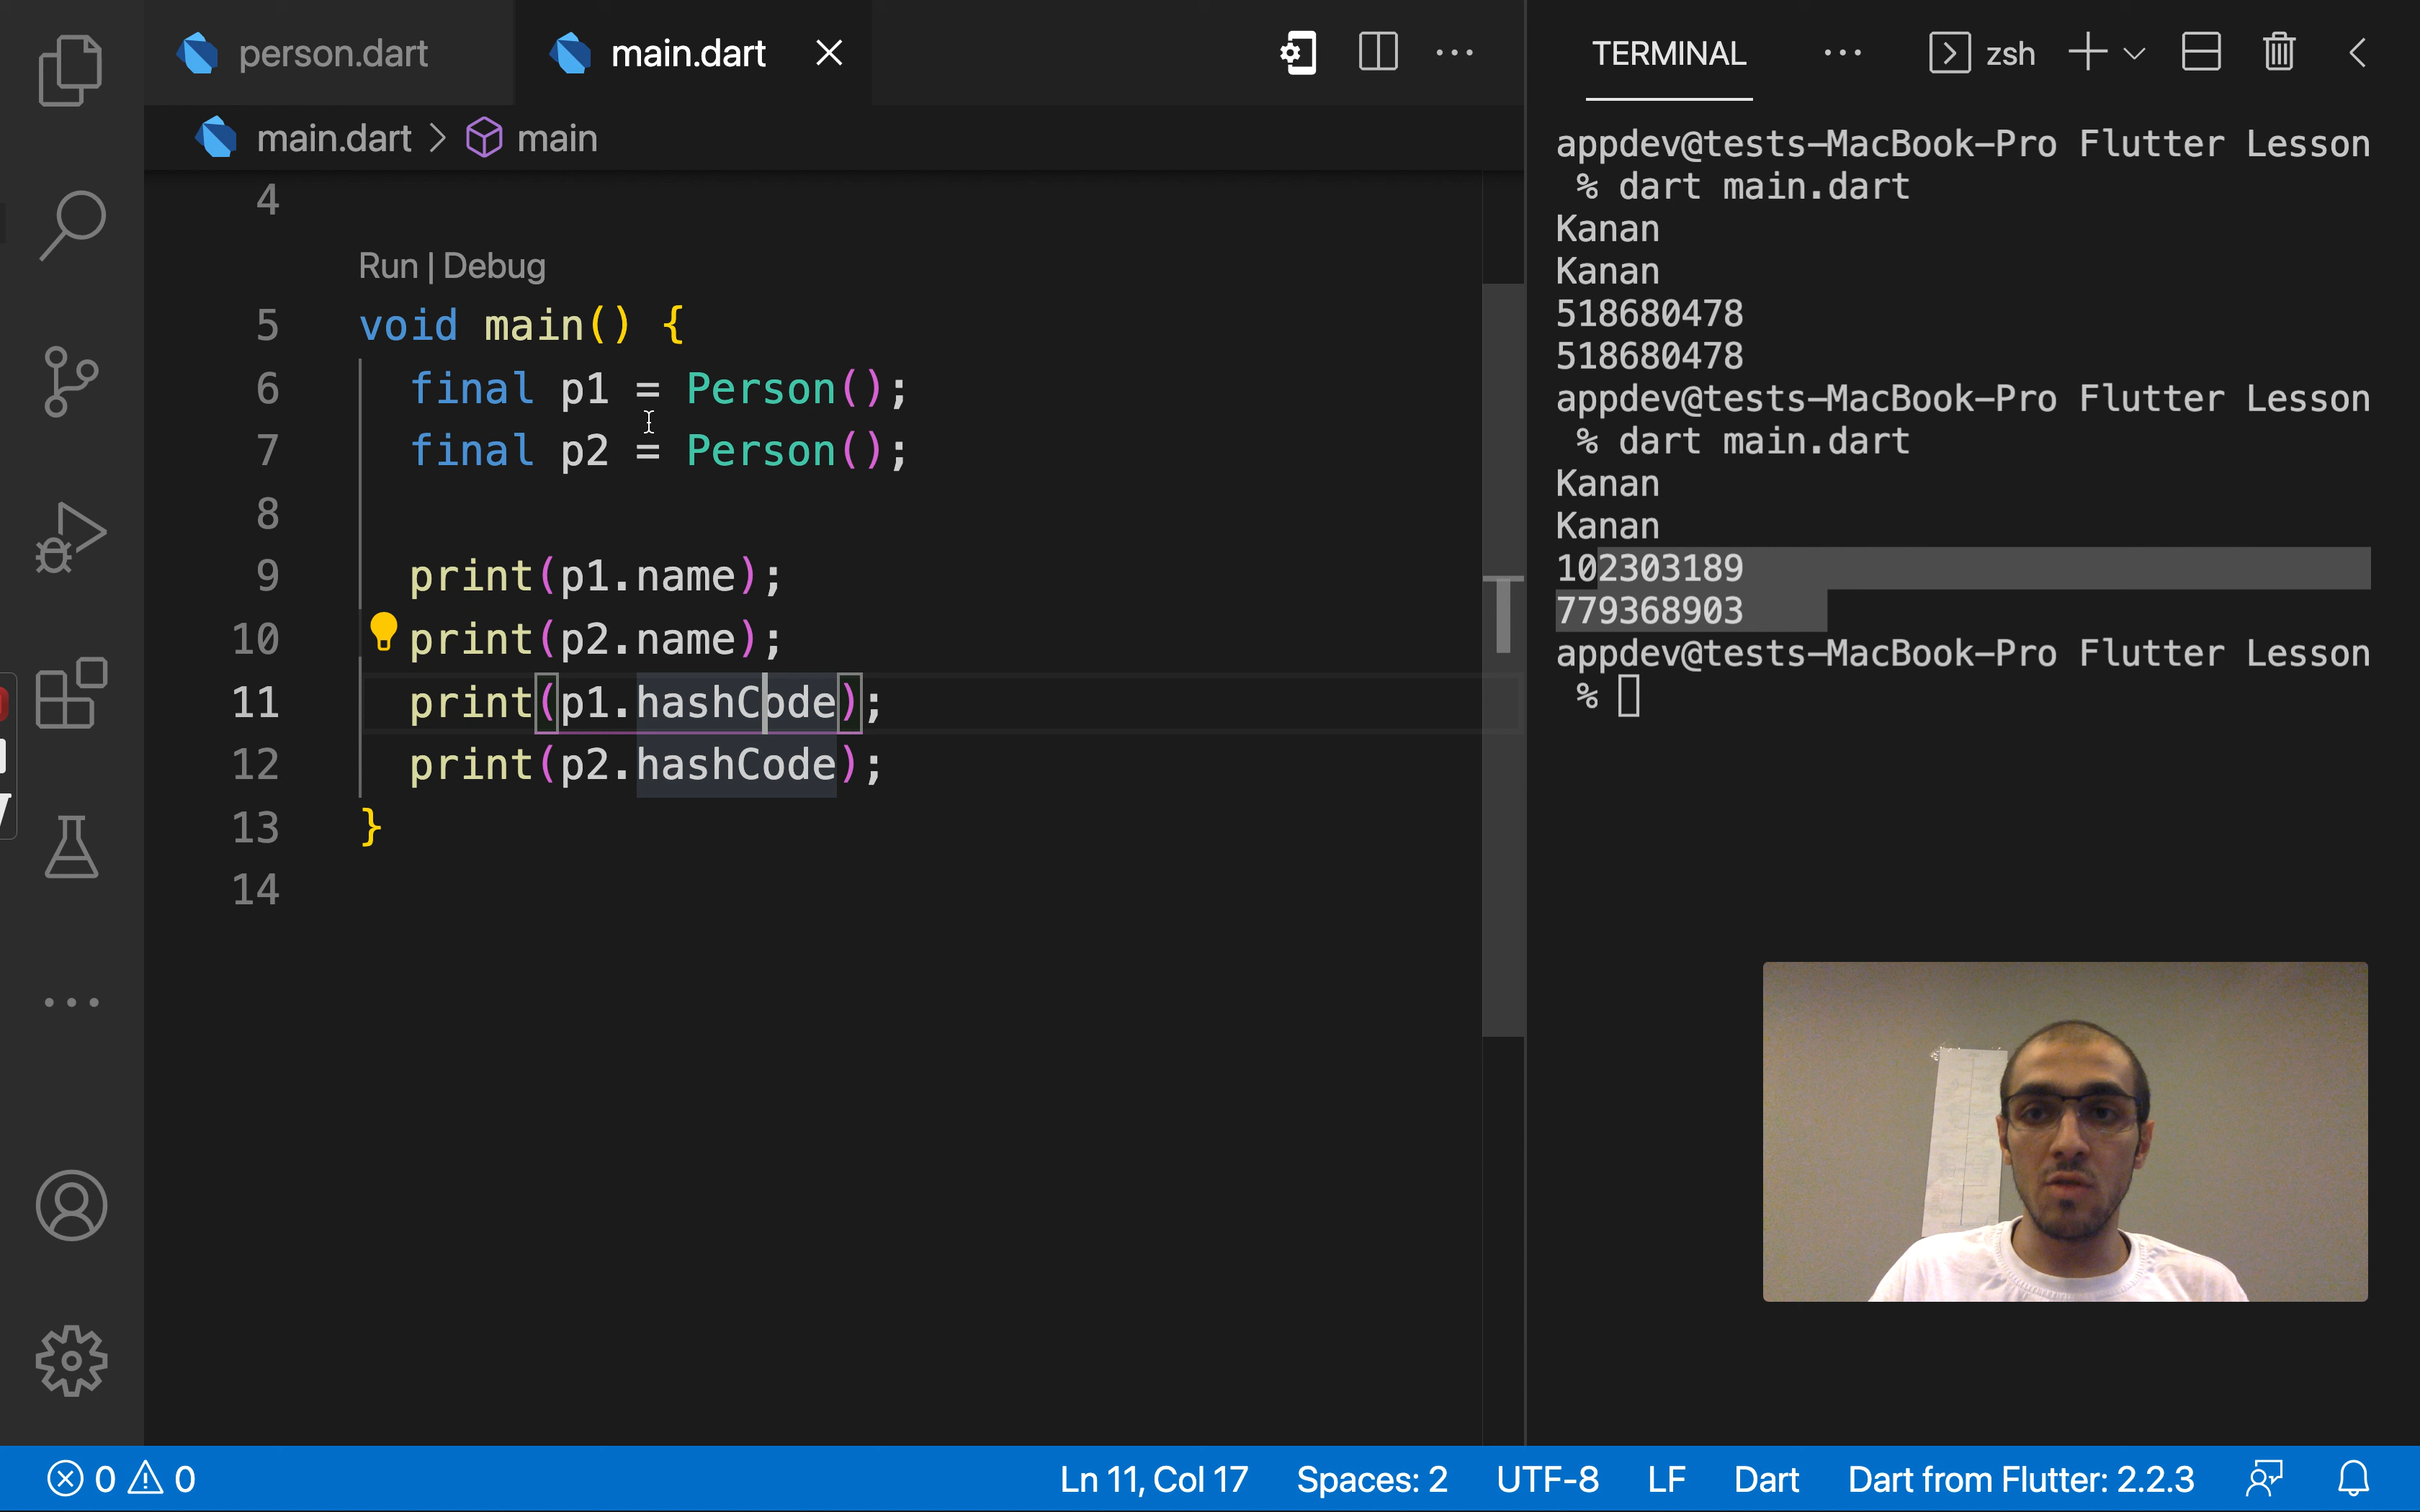 person.dart
main.dart
main.dart > main
4
Run | Debug
5 void main() {
6 final p1 = Person();
7 final p2 = Person();
8
9 print(p1.name);
10 print(p2.name);
11 print(p1.hashCode);
12 print(p2.hashCode);
13 }
14
TERMINAL
zsh
appdev@tests-MacBook-Pro Flutter Lesson
% dart main.dart
Kanan
Kanan
518680478
518680478
appdev@tests-MacBook-Pro Flutter Lesson
% dart main.dart
Kanan
Kanan
102303189
779368903
appdev@tests-MacBook-Pro Flutter Lesson
%
0 0
Ln 11, Col 17
Spaces: 2
UTF-8
LF
Dart
Dart from Flutter: 2.2.3